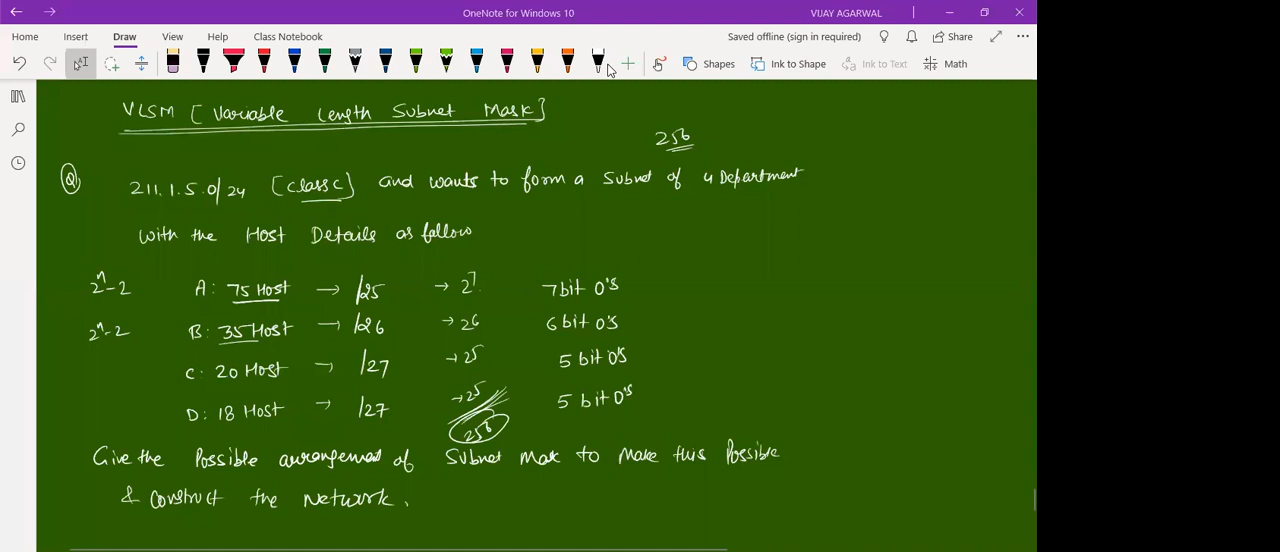 OneNote for Windows 10
VIJAY AGARWAL
Home Insert Draw View Help Class Notebook
Saved offline (sign in required) Share
Shapes Ink to Shape Ink to Text Math
VLSM [Variable Length Subnet Mask]
256
Q 211.1.5.0/24 [class C] and wants to form a Subnet of 4 Department
with the Host Details as follow
2^n-2 A: 75 Host → /25 → 2^7 7 bit 0's
2^n-2 B: 35 Host → /26 → 2^6 6 bit 0's
C: 20 Host → /27 → 2^5 5 bit 0's
D: 18 Host → /27 → 2^5 5 bit 0's
256
Give the Possible of Subnet Mak to Make this Possible
& Construct the Network.